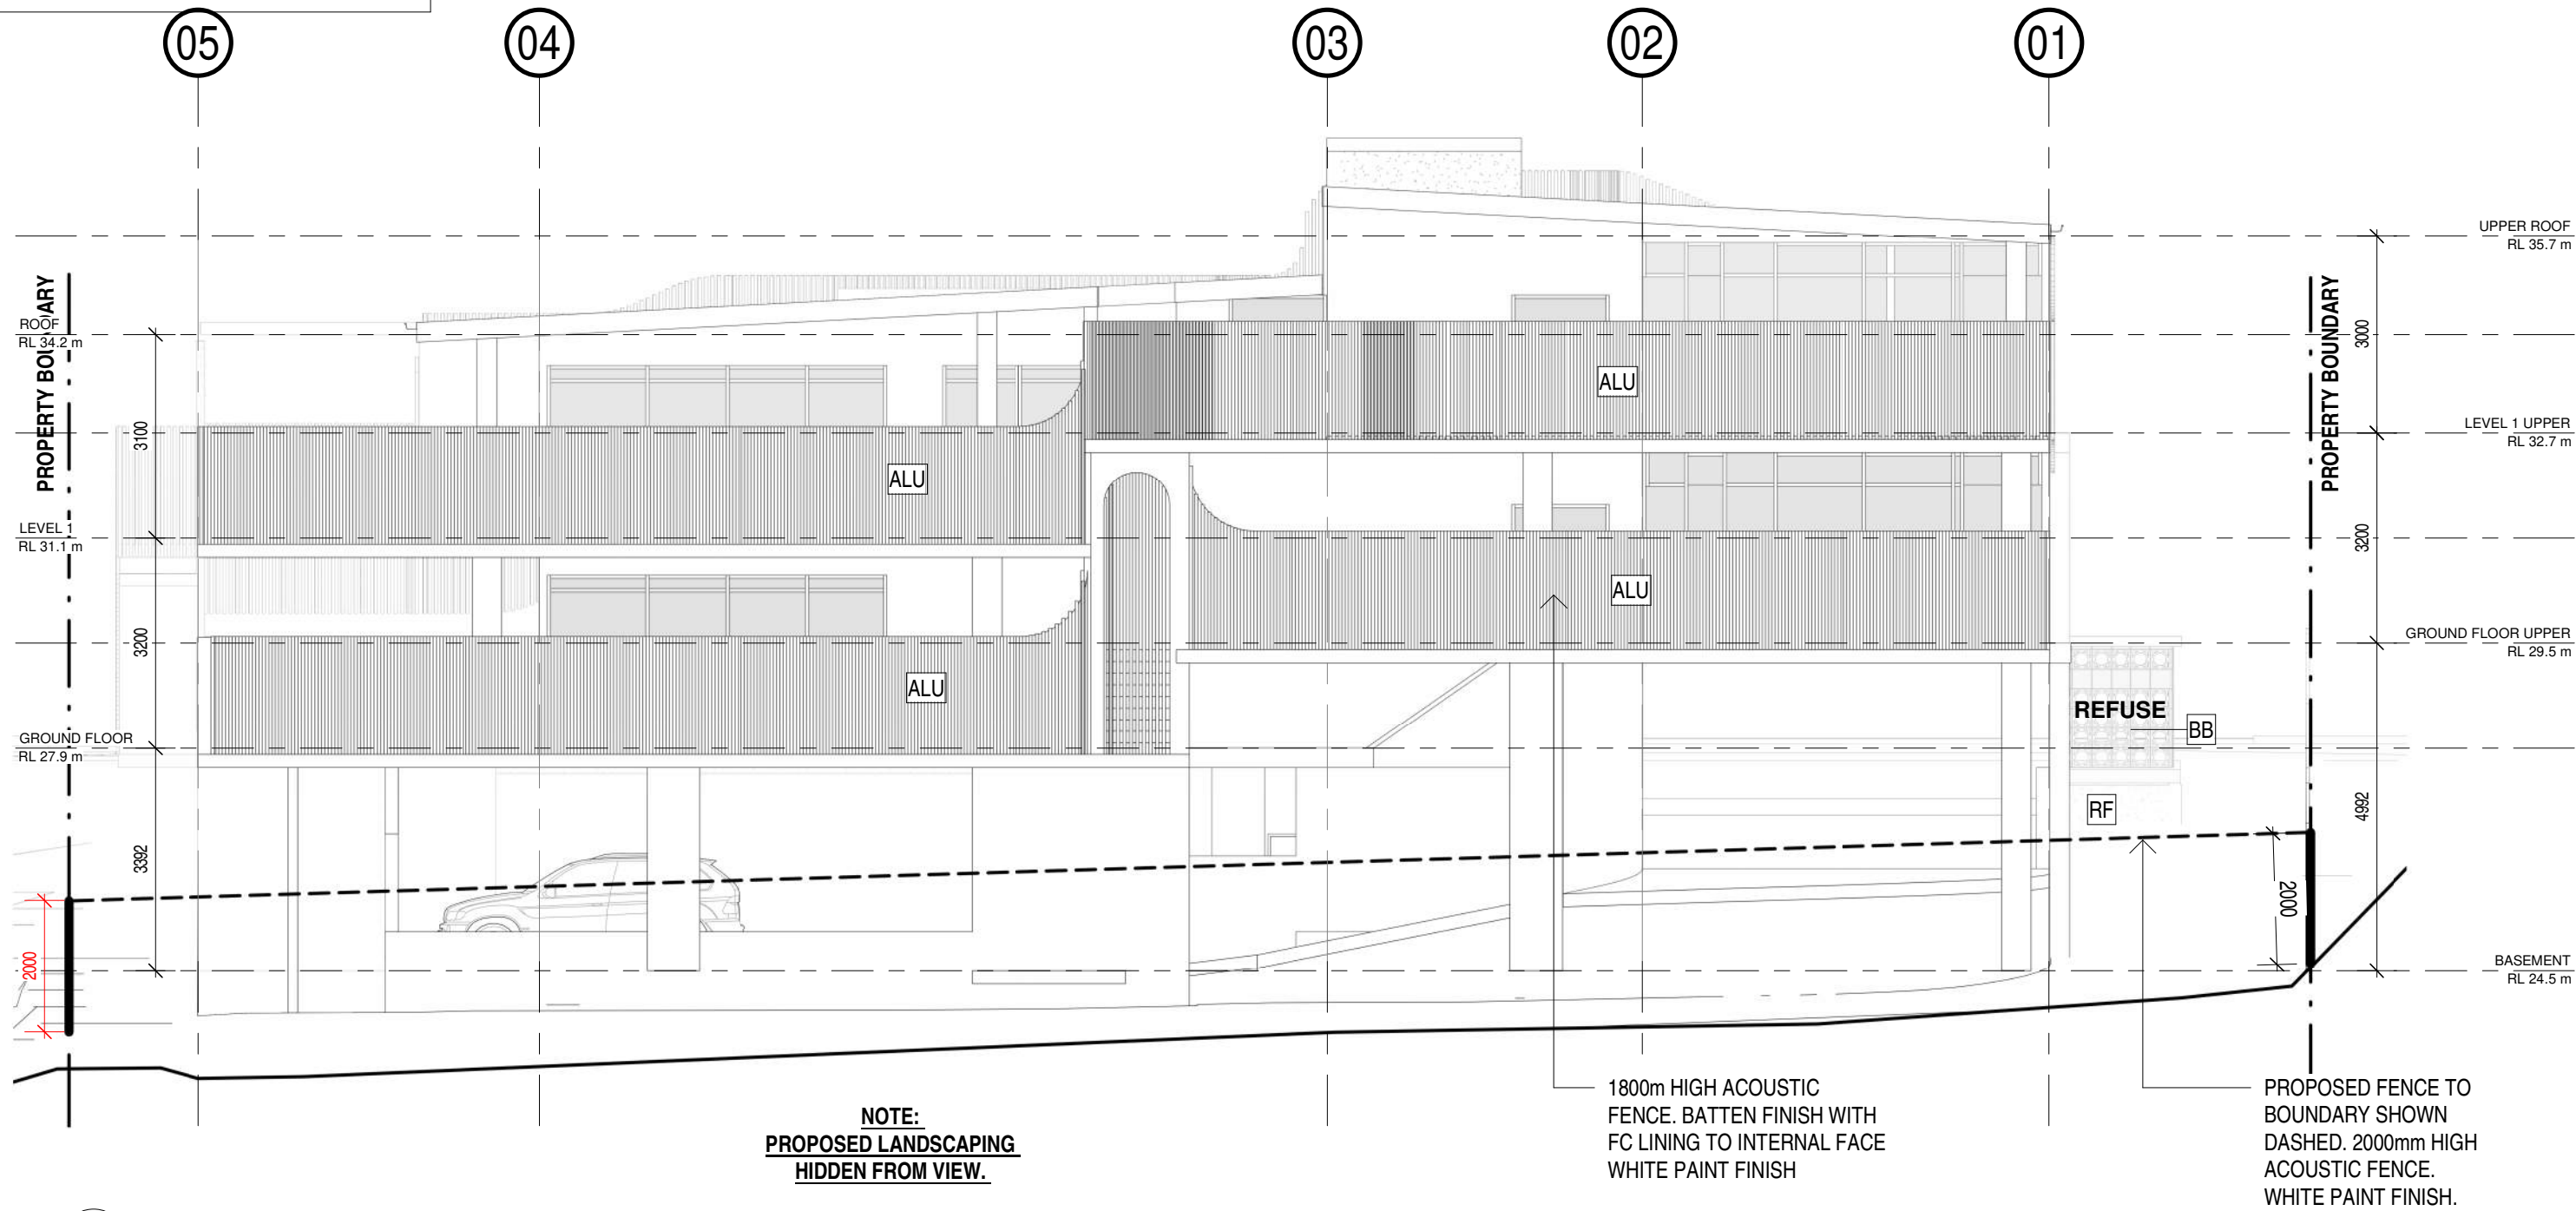 05
04
03
02
01
UPPER ROOF
RL 35.7 m
PROPERTY BOUNDARY
PROPERTY BOUNDARY
ROOF
RL 34.2 m
3000
ALU
3100
LEVEL 1 UPPER
RL 32.7 m
ALU
LEVEL 1
RL 31.1 m
3200
ALU
3200
GROUND FLOOR UPPER
RL 29.5 m
ALU
REFUSE
BB
GROUND FLOOR
RL 27.9 m
RF
4992
3392
2000
2000
BASEMENT
RL 24.5 m
NOTE:
PROPOSED LANDSCAPING
HIDDEN FROM VIEW.
1800m HIGH ACOUSTIC
FENCE. BATTEN FINISH WITH
FC LINING TO INTERNAL FACE
WHITE PAINT FINISH
PROPOSED FENCE TO
BOUNDARY SHOWN
DASHED. 2000mm HIGH
ACOUSTIC FENCE.
WHITE PAINT FINISH.